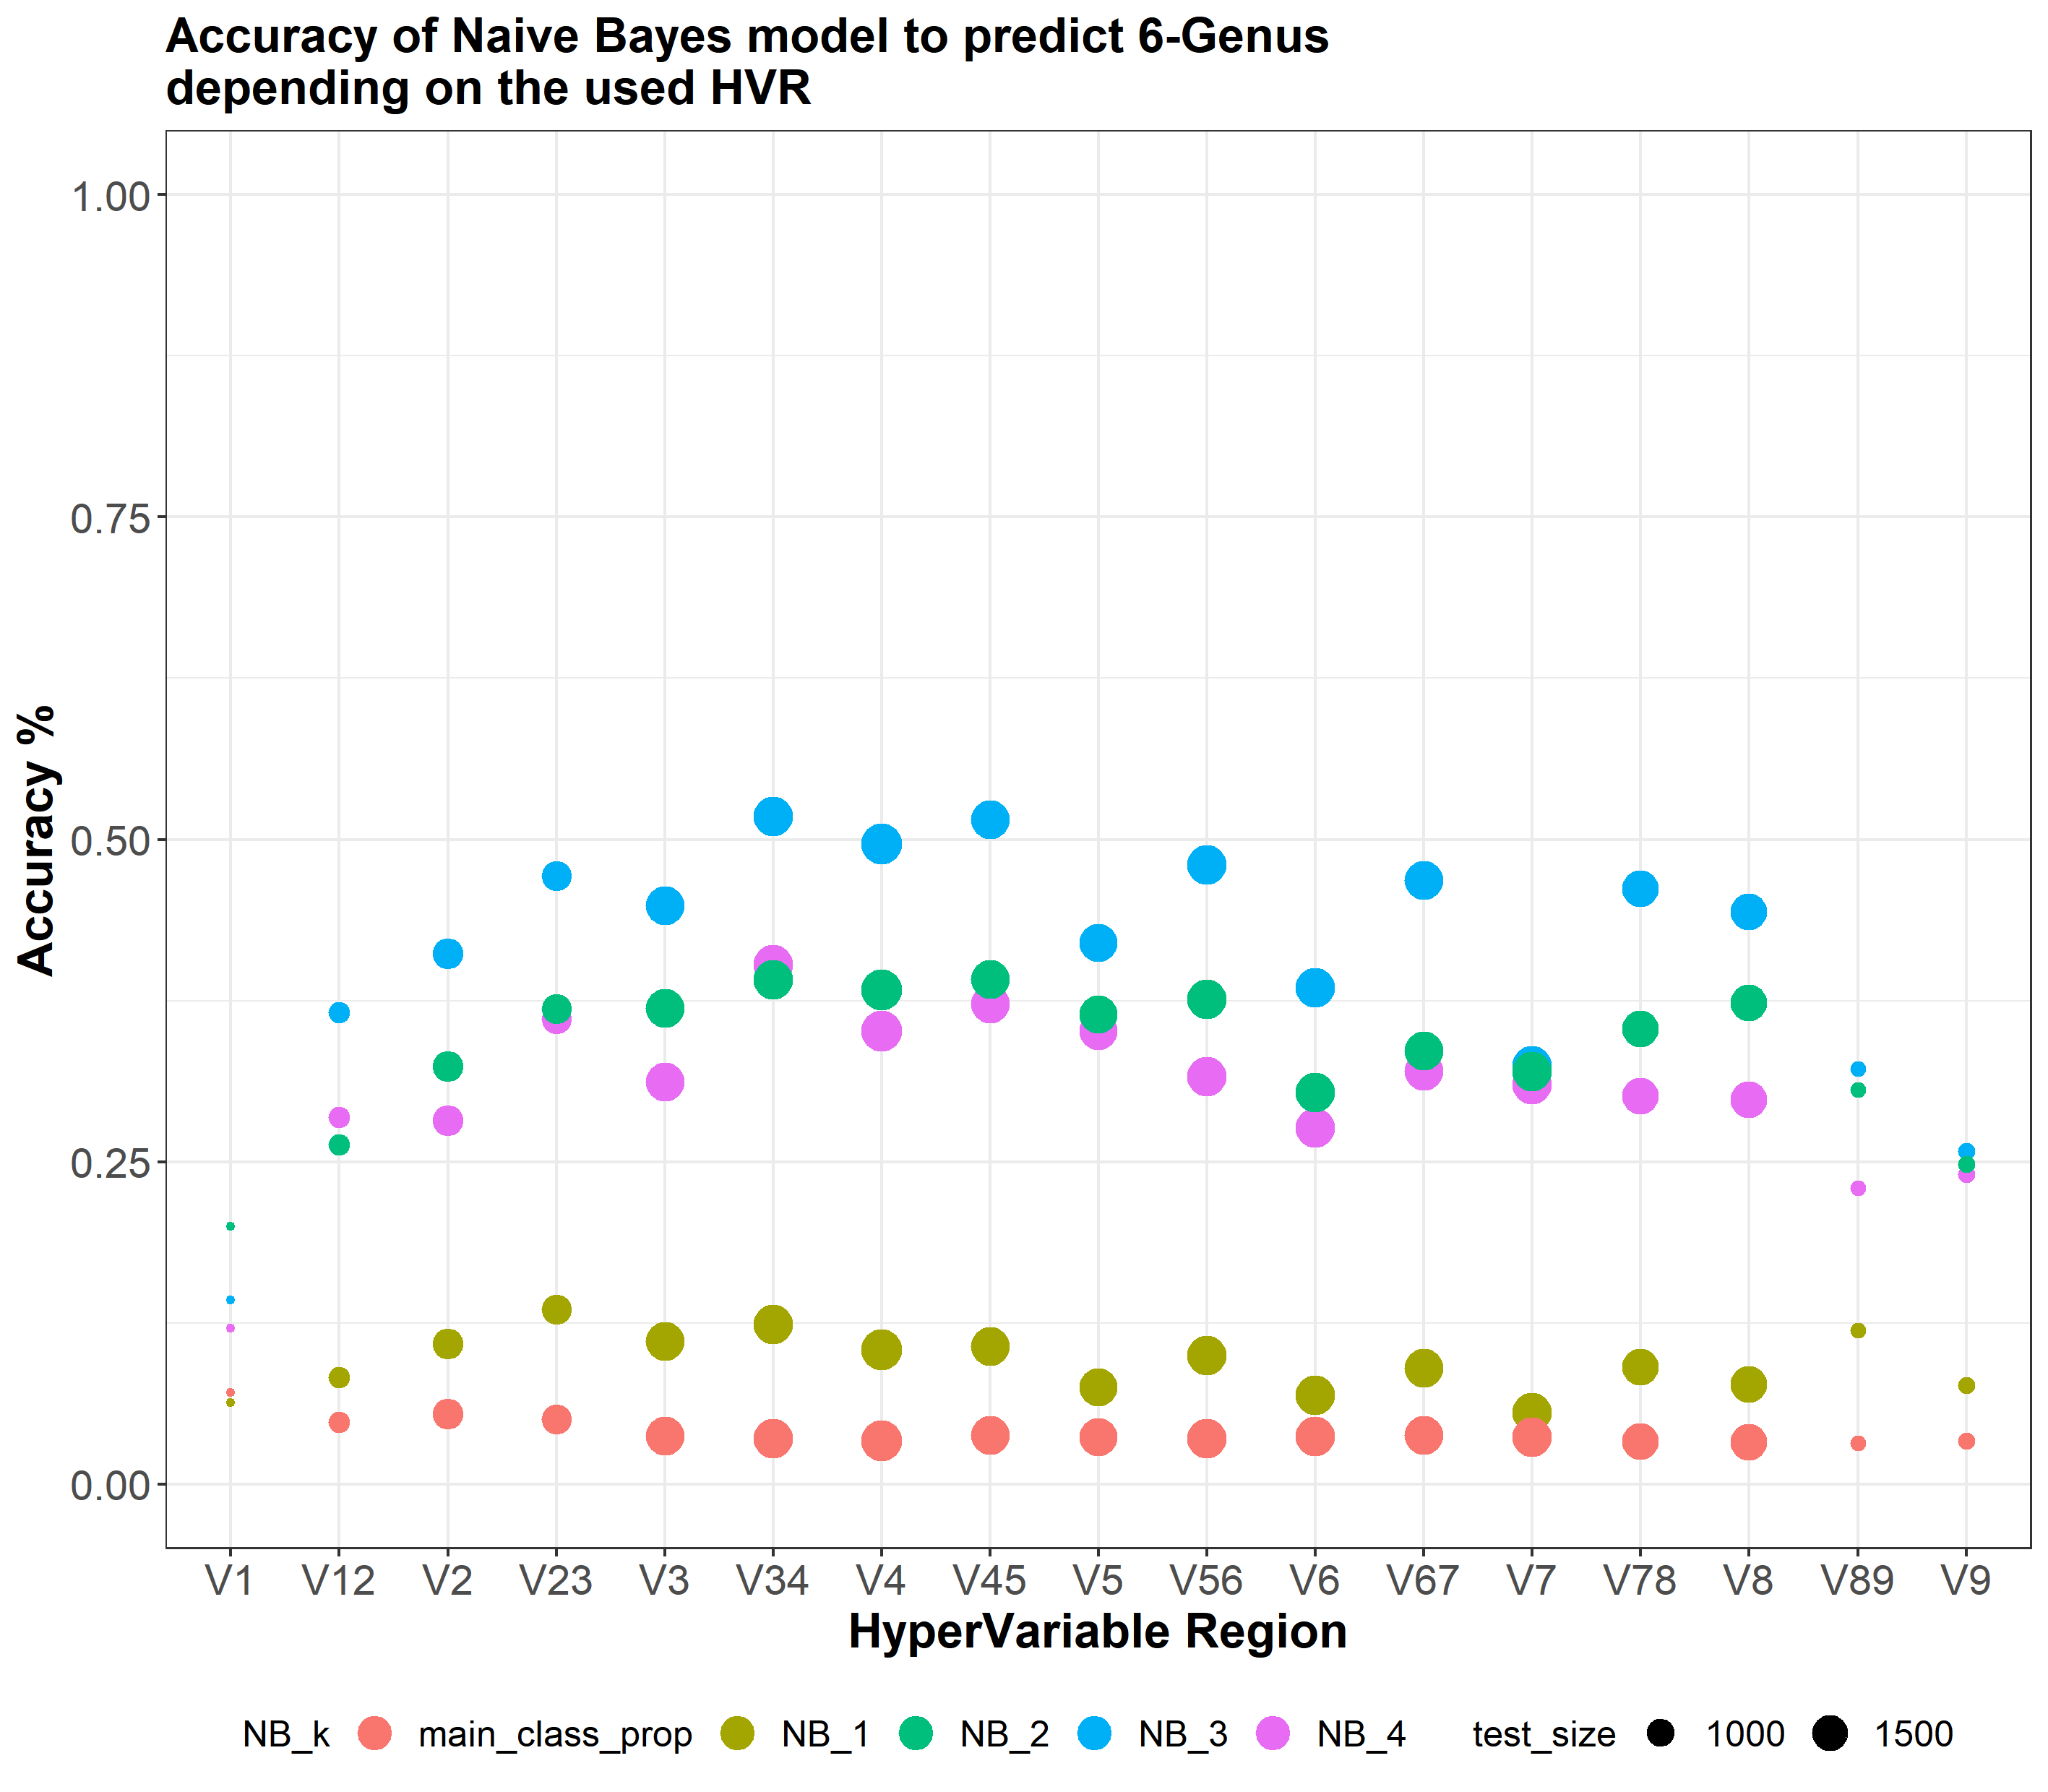 Accuracy of Naive Bayes model to predict 6-Genus
depending on the used HVR
Accuracy %
1.00
0.75
0.50
0.25
0.00
V1 V12 V2 V23 V3 V34 V4 V45 V5 V56 V6 V67 V7 V78 V8 V89 V9
HyperVariable Region
NB_k main_class_prop NB_1 NB_2 NB_3 NB_4 test_size 1000 1500